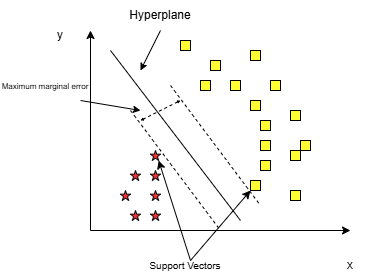 Hyperplane
y
Maximum marginal error
Support Vectors
X